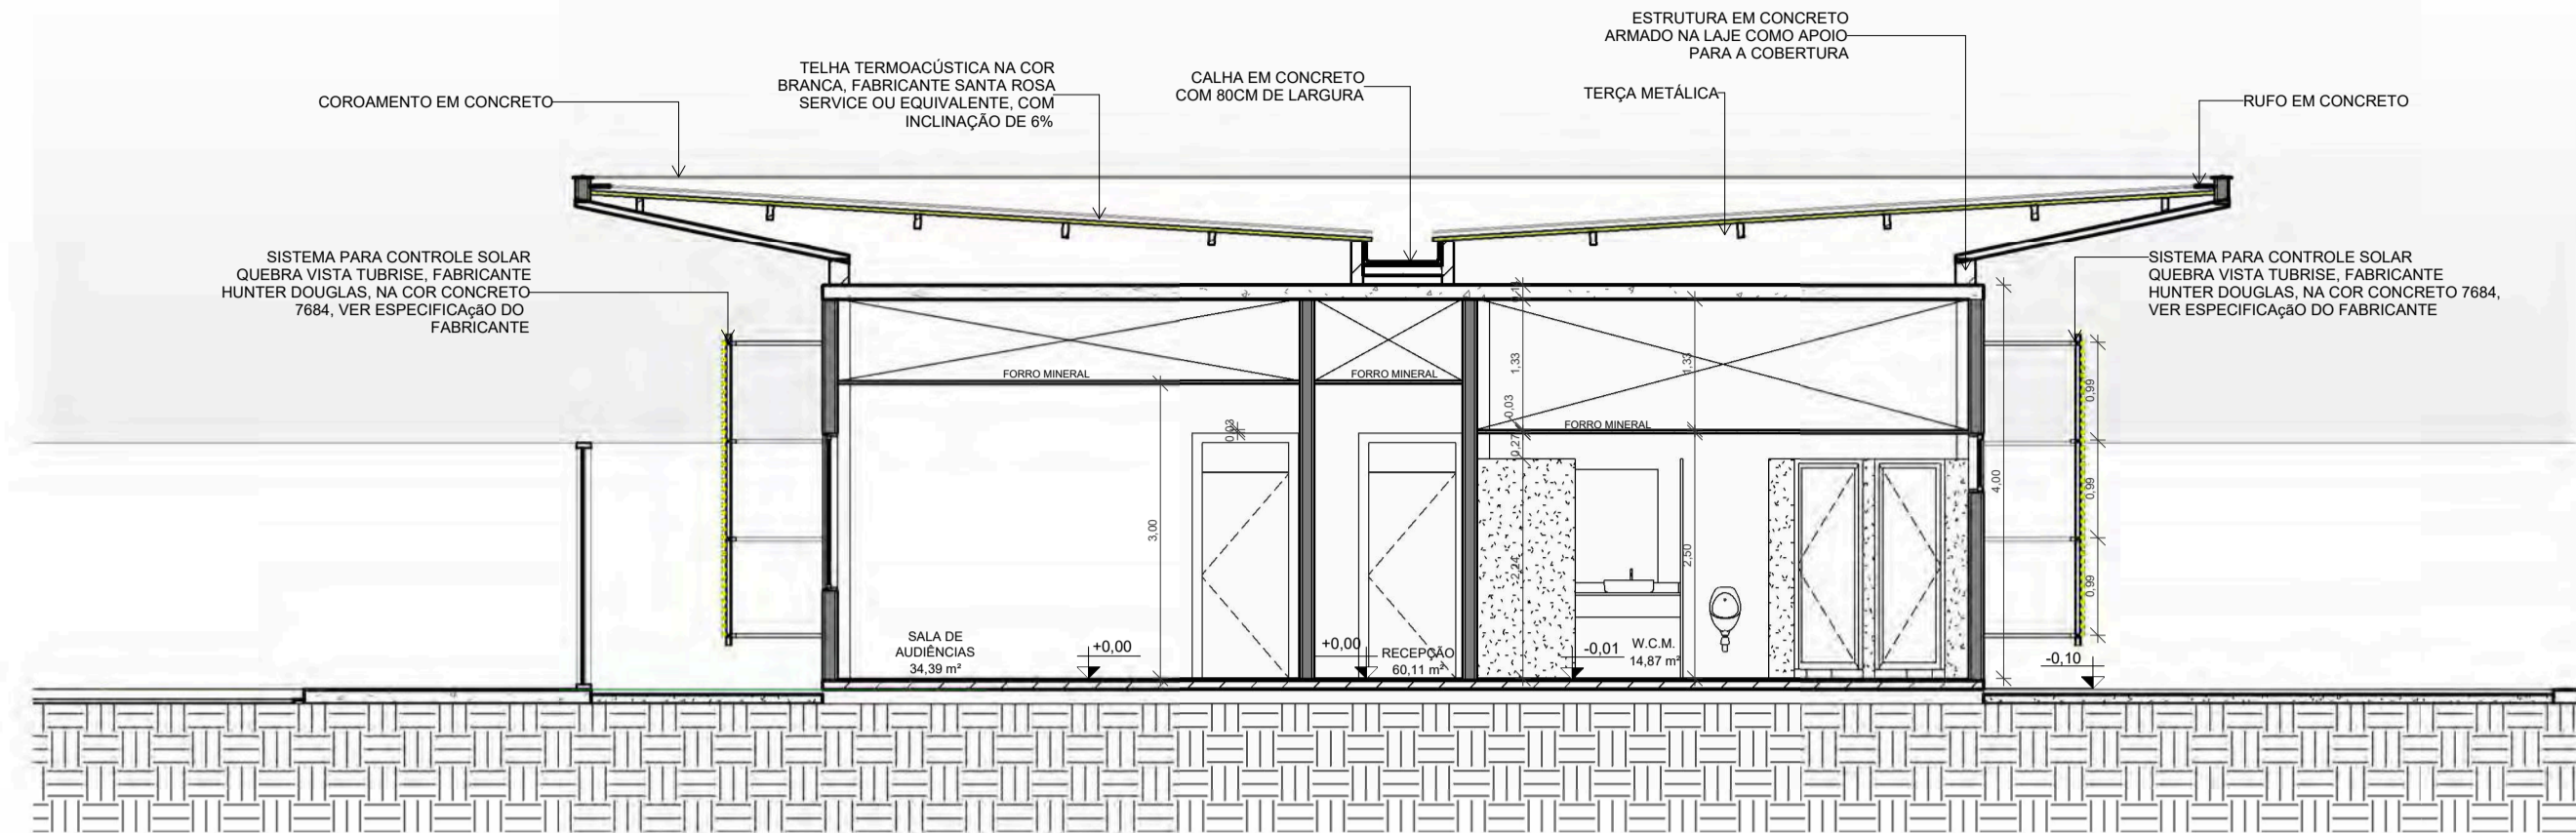 ESTRUTURA EM CONCRETO
ARMADO NA LAJE COMO APOIO
PARA A COBERTURA
TELHA TERMOACÚSTICA NA COR
BRANCA, FABRICANTE SANTA ROSA
SERVICE OU EQUIVALENTE, COM
INCLINAÇÃO DE 6%
CALHA EM CONCRETO
COM 80CM DE LARGURA
TERÇA METÁLICA
COROAMENTO EM CONCRETO
RUFO EM CONCRETO
SISTEMA PARA CONTROLE SOLAR
QUEBRA VISTA TUBRISE, FABRICANTE
HUNTER DOUGLAS, NA COR CONCRETO
7684, VER ESPECIFICAçãO DO
FABRICANTE
SISTEMA PARA CONTROLE SOLAR
QUEBRA VISTA TUBRISE, FABRICANTE
HUNTER DOUGLAS, NA COR CONCRETO 7684,
VER ESPECIFICAçãO DO FABRICANTE
FORRO MINERAL
FORRO MINERAL
FORRO MINERAL
1,33
1,33
0,03
0,03
0,27
0,99
0,99
0,99
4,00
3,00
2,24
2,50
SALA DE
AUDIÊNCIAS
34,39 m²
+0,00
+0,00
RECEPÇÃO
60,11 m²
-0,01
W.C.M.
14,87 m²
-0,10